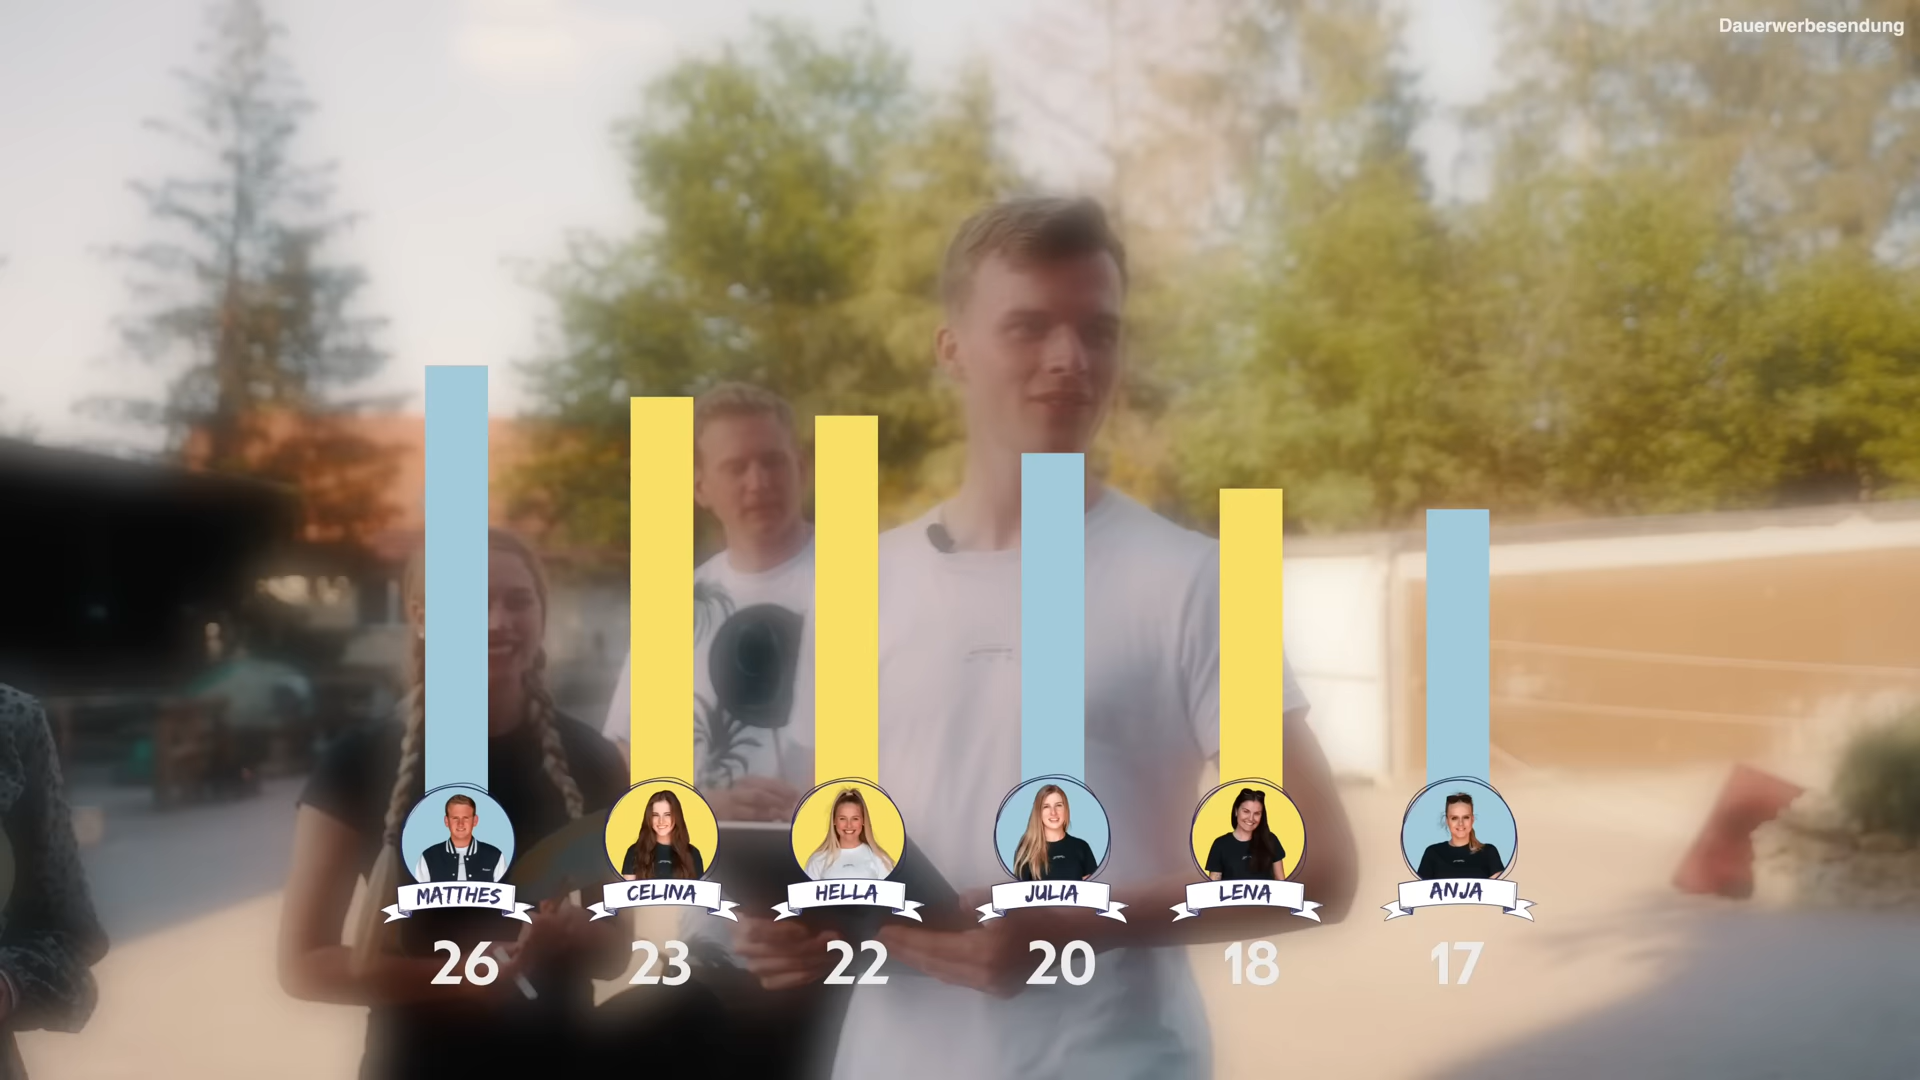 Dauerwerbesendung
MATTHES CELINA HELLA JULIA LENA ANJA
26 23 22 20 18 17